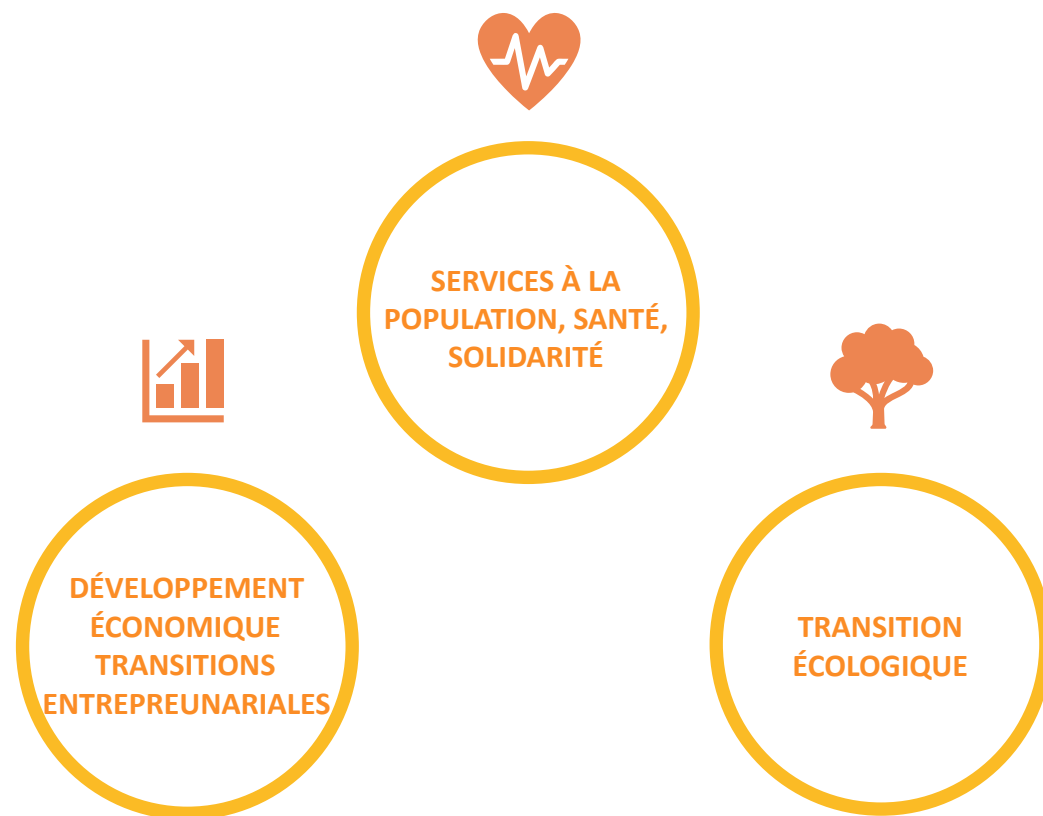 SERVICES À LA
POPULATION, SANTÉ,
SOLIDARITÉ
DÉVELOPPEMENT
ÉCONOMIQUE
TRANSITIONS
ENTREPREUNARIALES
TRANSITION
ÉCOLOGIQUE